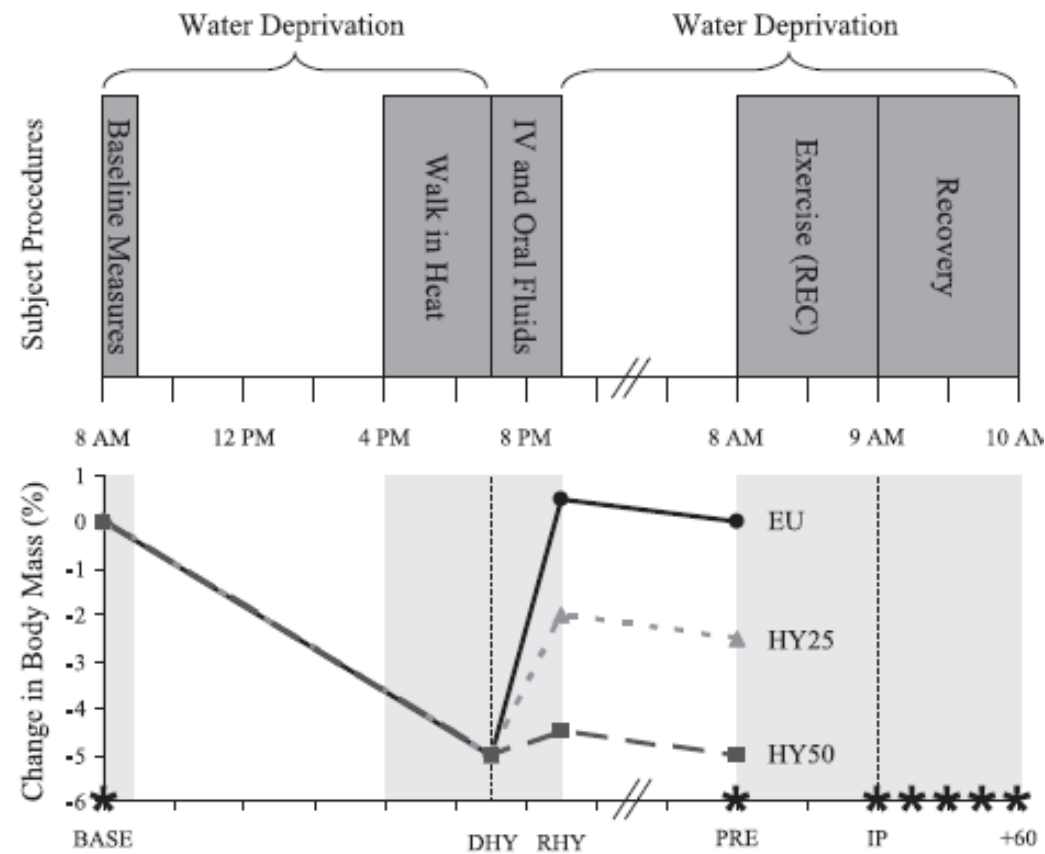 Water Deprivation Water Deprivation
Subject Procedures
Baseline Measures
Walk in Heat
IV and Oral Fluids
Exercise (REC)
Recovery
8 AM 12 PM 4 PM 8 PM 8 AM 9 AM 10 AM
Change in Body Mass (%)
1
0
-1
-2
-3
-4
-5
-6
EU
HY25
HY50
BASE DHY RHY PRE IP +60